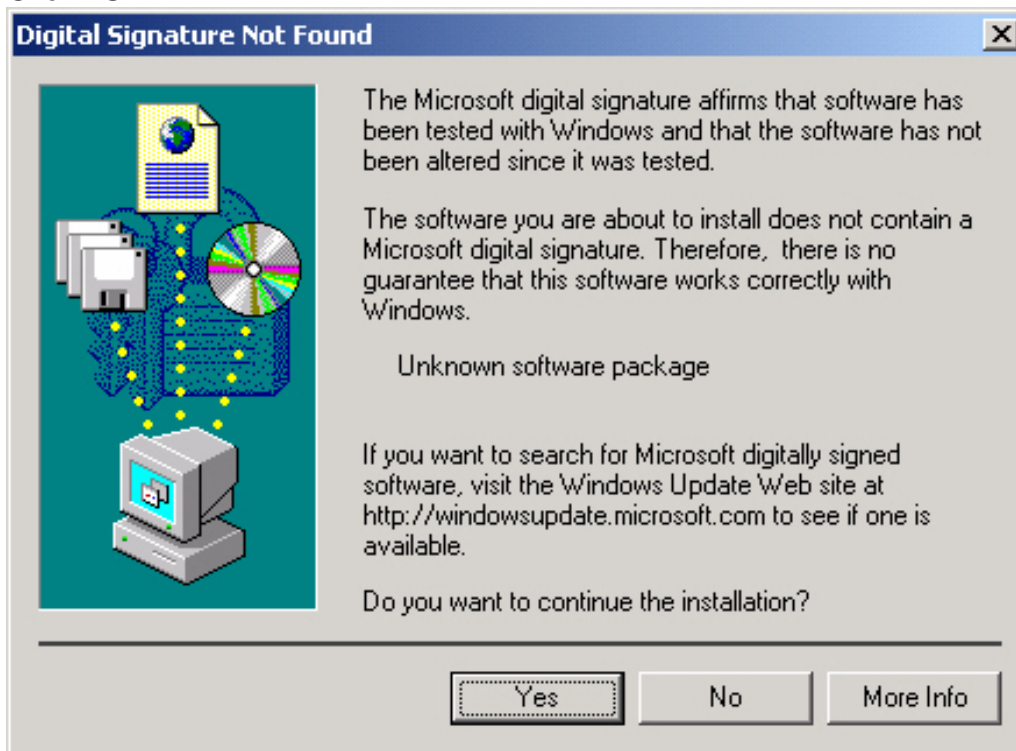 Digital Signature Not Found
The Microsoft digital signature affirms that software has
been tested with Windows and that the software has not
been altered since it was tested.
The software you are about to install does not contain a
Microsoft digital signature. Therefore,  there is no
guarantee that this software works correctly with
Windows.
Unknown software package
If you want to search for Microsoft digitally signed
software, visit the Windows Update Web site at
http://windowsupdate.microsoft.com to see if one is
available.
Do you want to continue the installation?
Yes
No
More Info